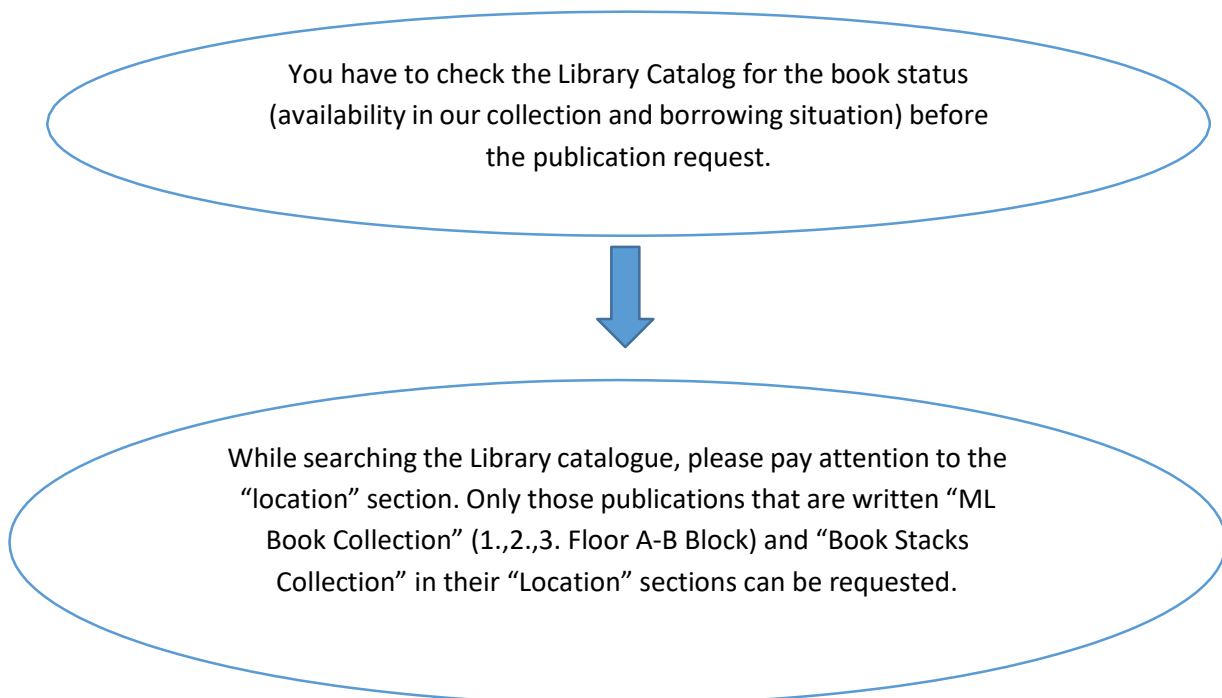 You have to check the Library Catalog for the book status
(availability in our collection and borrowing situation) before
the publication request.
While searching the Library catalogue, please pay attention to the
“location” section. Only those publications that are written “ML
Book Collection” (1.,2.,3. Floor A-B Block) and “Book Stacks
Collection” in their “Location” sections can be requested.